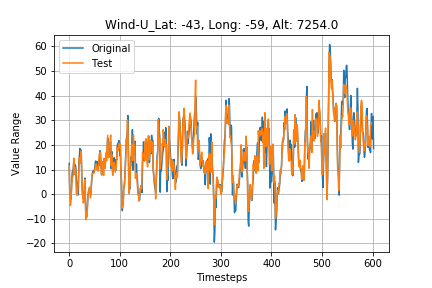 Wind-U_Lat: -43, Long: -59, Alt: 7254.0
Original
Test
Value Range
60
50
40
30
20
10
0
−10
−20
0 100 200 300 400 500 600
Timesteps